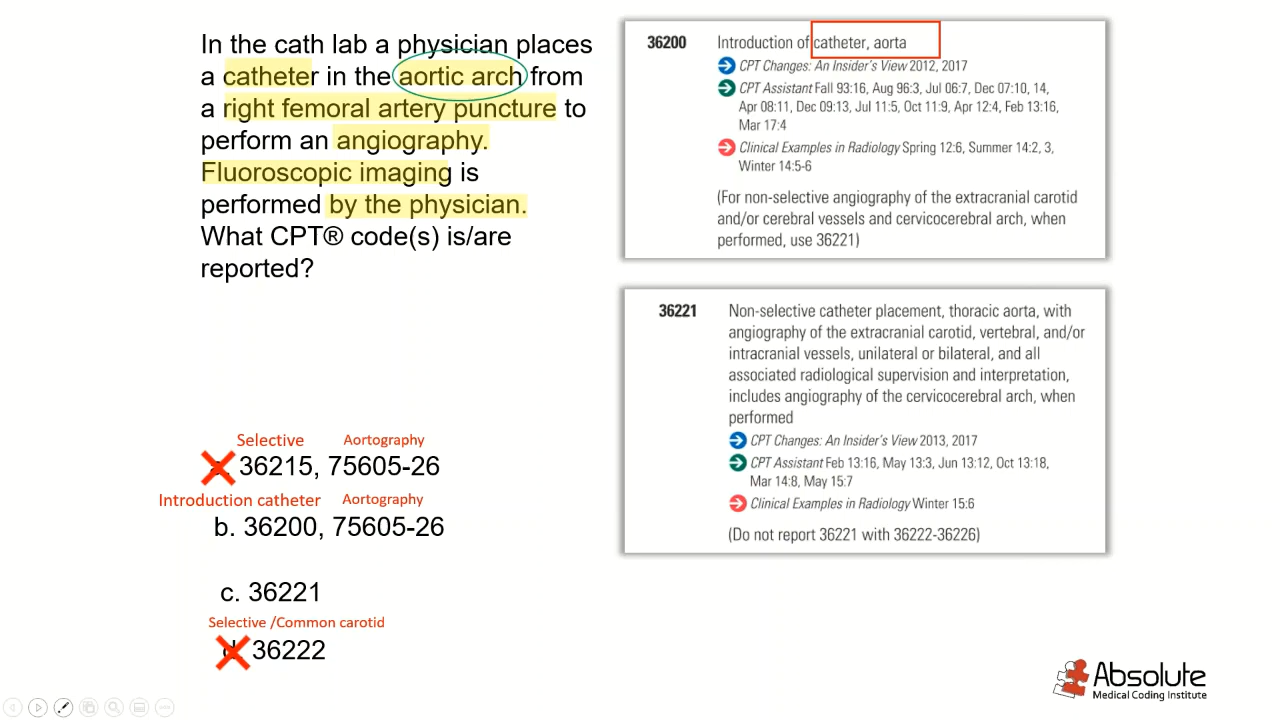 In the cath lab a physician places
a catheter in the aortic arch from
a right femoral artery puncture to
perform an angiography.
Fluoroscopic imaging is
performed by the physician.
What CPT® code(s) is/are
reported?
Selective Aortography
36215, 75605-26
Introduction catheter Aortography
b. 36200, 75605-26
c. 36221
Selective /Common carotid
d. 36222
36200 Introduction of catheter, aorta
CPT Changes: An Insider's View 2012, 2017
CPT Assistant Fall 93:16, Aug 96:3, Jul 06:7, Dec 07:10, 14,
Apr 08:11, Dec 09:13, Jul 11:5, Oct 11:9, Apr 12:4, Feb 13:16,
Mar 17:4
Clinical Examples in Radiology Spring 12:6, Summer 14:2, 3,
Winter 14:5-6
(For non-selective angiography of the extracranial carotid
and/or cerebral vessels and cervicocerebral arch, when
performed, use 36221)
36221 Non-selective catheter placement, thoracic aorta, with
angiography of the extracranial carotid, vertebral, and/or
intracranial vessels, unilateral or bilateral, and all
associated radiological supervision and interpretation,
includes angiography of the cervicocerebral arch, when
performed
CPT Changes: An Insider's View 2013, 2017
CPT Assistant Feb 13:16, May 13:3, Jun 13:12, Oct 13:18,
Mar 14:8, May 15:7
Clinical Examples in Radiology Winter 15:6
(Do not report 36221 with 36222-36226)
Absolute
Medical Coding Institute